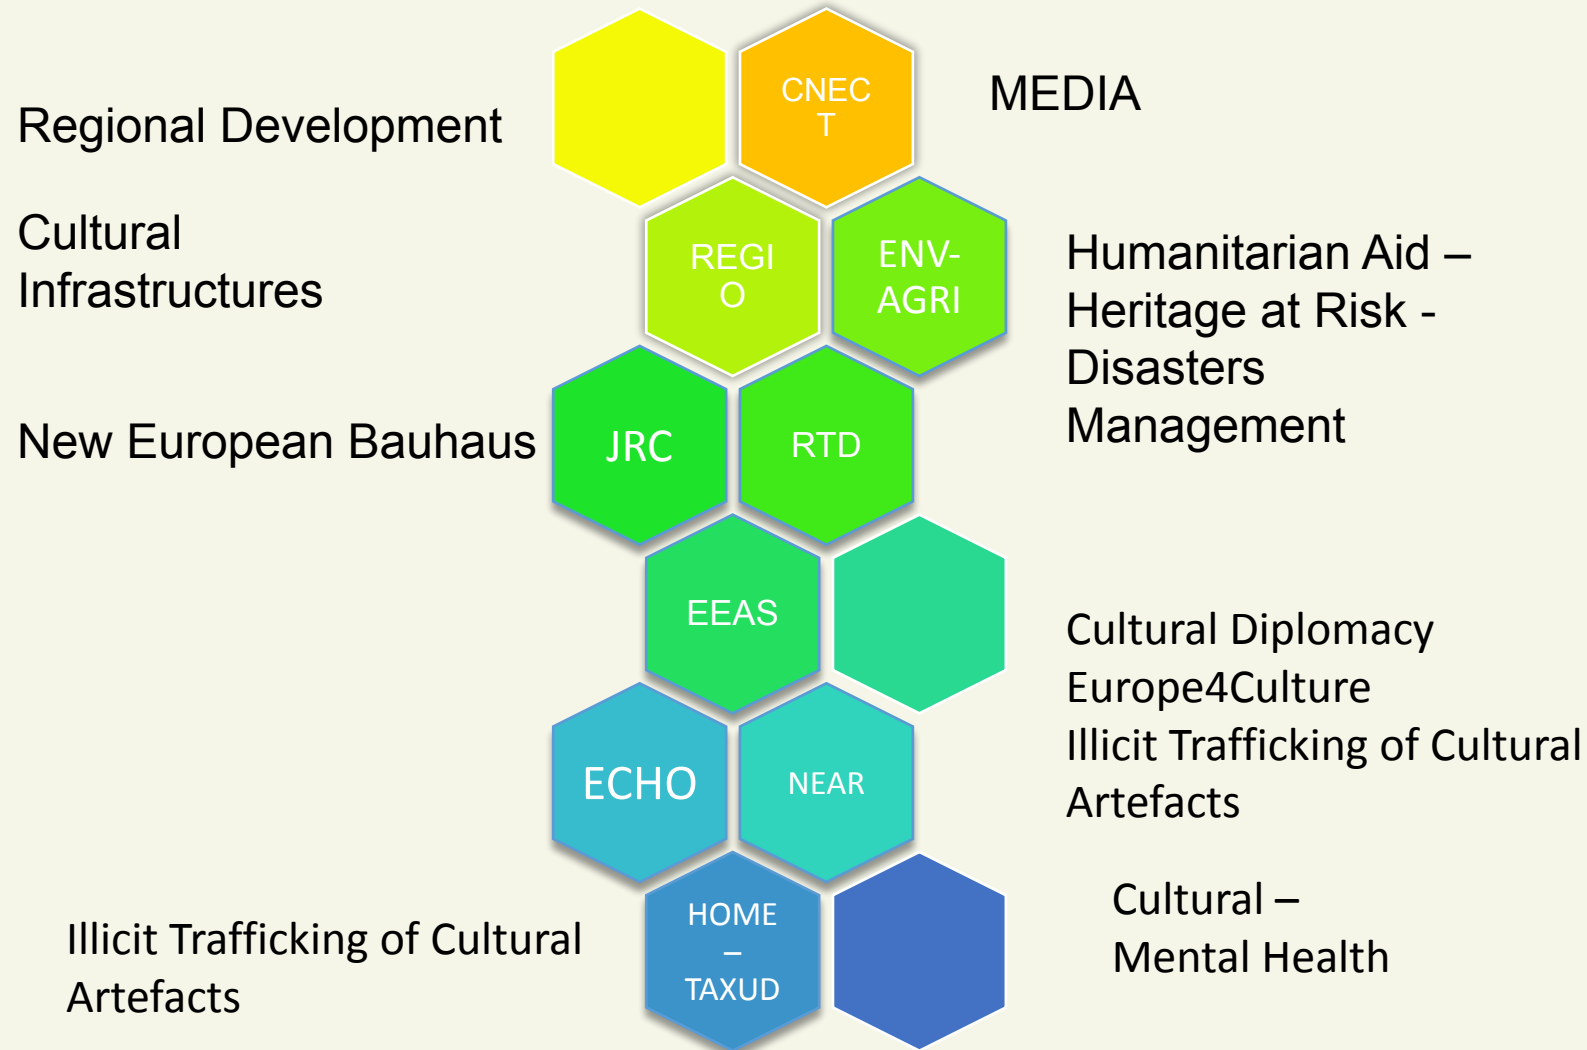 CNEC
T
MEDIA
Regional Development
REGI
O
ENV-
AGRI
Cultural
Infrastructures
Humanitarian Aid –
Heritage at Risk -
Disasters
Management
New European Bauhaus
JRC
RTD
EEAS
Cultural Diplomacy
Europe4Culture
Illicit Trafficking of Cultural
Artefacts
ECHO
NEAR
HOME
–
TAXUD
Illicit Trafficking of Cultural
Artefacts
Cultural –
Mental Health